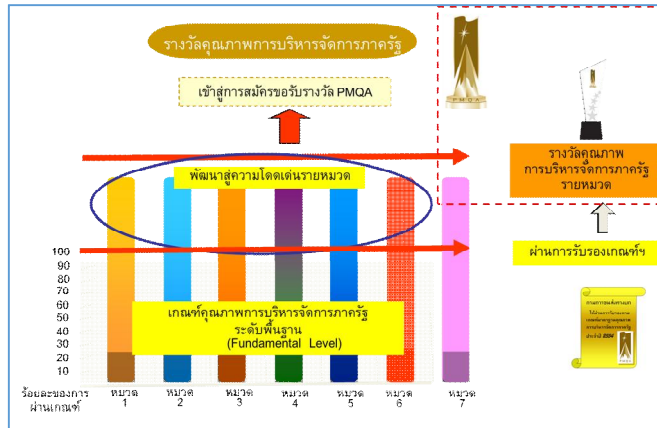 รางวัลคุณภาพการบริหารจัดการภาครัฐ
เข้าสู่การสมัครขอรับรางวัล PMQA
PMQA
PMQA
พัฒนาสู่ความโดดเด่นรายหมวด
รางวัลคุณภาพ
การบริหารจัดการภาครัฐ
รายหมวด
ผ่านการรับรองเกณฑ์ฯ
100
90
80
70
60
50
40
30
20
10
เกณฑ์คุณภาพการบริหารจัดการภาครัฐ
ระดับพื้นฐาน
(Fundamental Level)
ร้อยละของการ
ผ่านเกณฑ์
หมวด
1
หมวด
2
หมวด
3
หมวด
4
หมวด
5
หมวด
6
หมวด
7